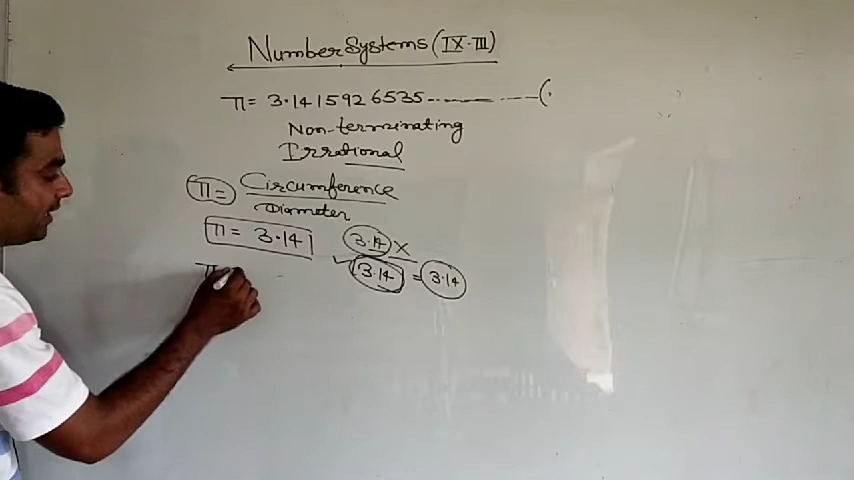 Number Systems (IX-III)
π = 3.1415926535------------(.
Non-terminating
Irrational
π = Circumference
Diameter
π = 3.14 3.14 X
3.14 = 3.14
π